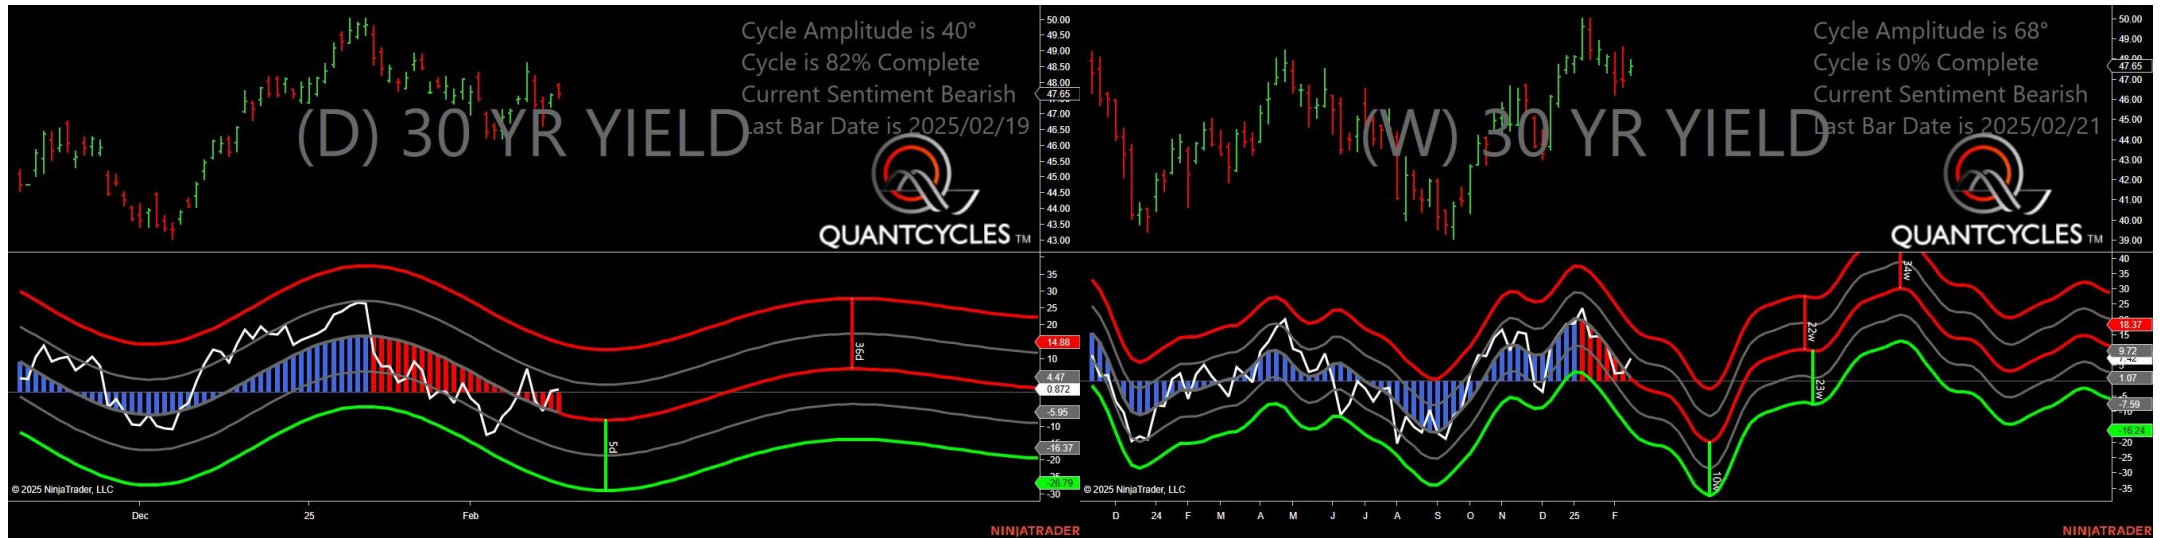 Cycle Amplitude is 40°
Cycle is 82% Complete
Current Sentiment Bearish
Last Bar Date is 2025/02/19
(D) 30 YR YIELD
QUANTCYCLES TM
50.00
49.50
49.00
48.50
48.00
47.65
47.00
46.50
46.00
45.50
45.00
44.50
44.00
43.50
43.00
36d
5d
35
30
25
20
14.88
10
4.47
0.872
-5.95
-10
-16.37
-20
-26.79
-30
© 2025 NinjaTrader, LLC
Dec
25
Feb
NINJATRADER
Cycle Amplitude is 68°
Cycle is 0% Complete
Current Sentiment Bearish
Last Bar Date is 2025/02/21
(W) 30 YR YIELD
QUANTCYCLES TM
50.00
49.00
47.65
47.00
46.00
45.00
44.00
43.00
42.00
41.00
40.00
39.00
34w
22w
23w
10w
40
35
30
25
18.37
15
9.72
7.42
1.07
-7.59
-10
-16.24
-20
-25
-30
-35
© 2025 NinjaTrader, LLC
D
24
F
M
A
M
J
J
A
S
O
N
D
25
F
NINJATRADER